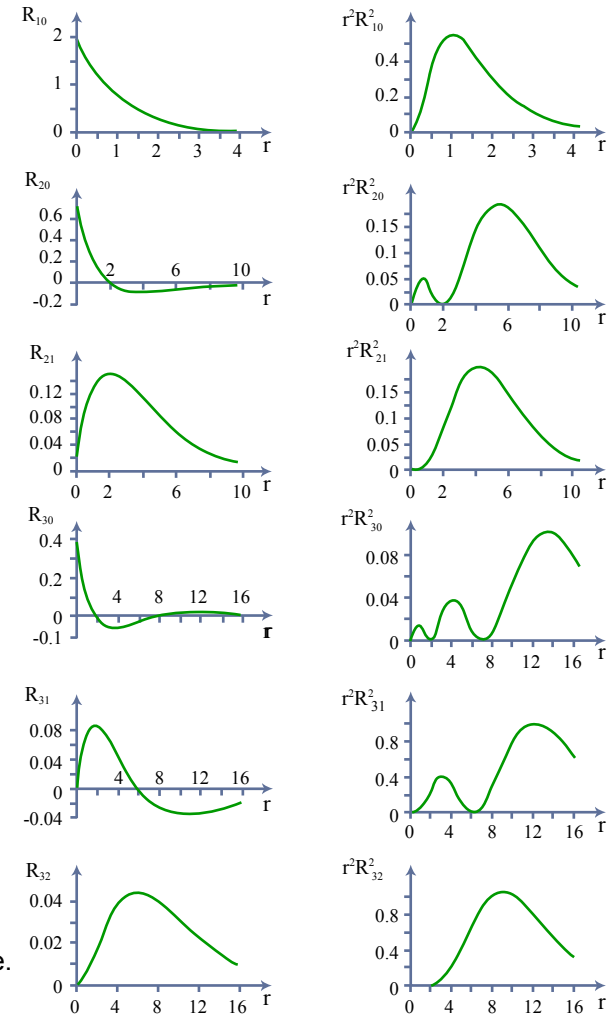 R10
r²R²10
2
1
0
0 1 2 3 4 r
0.4
0.2
0
0 1 2 3 4 r
R20
r²R²20
0.6
0.4
0.2
0
-0.2
2 6 10
r
0.15
0.1
0.05
0
0 2 6 10 r
R21
r²R²21
0.12
0.08
0.04
0
0 2 6 10 r
0.15
0.1
0.05
0
0 2 6 10 r
R30
r²R²30
0.4
0.2
0
-0.1
4 8 12 16
r
0.08
0.04
0
0 4 8 12 16 r
R31
r²R²31
0.08
0.04
0
-0.04
4 8 12 16
r
0.8
0.4
0
0 4 8 12 16 r
R32
r²R²32
0.04
0.02
0
0 4 8 12 16 r
0.8
0.4
0
0 4 8 12 16 r
e.